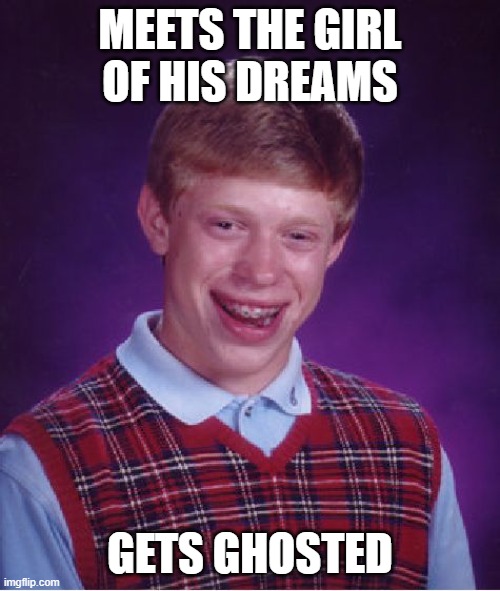 MEETS THE GIRL
OF HIS DREAMS
GETS GHOSTED
imgflip.com